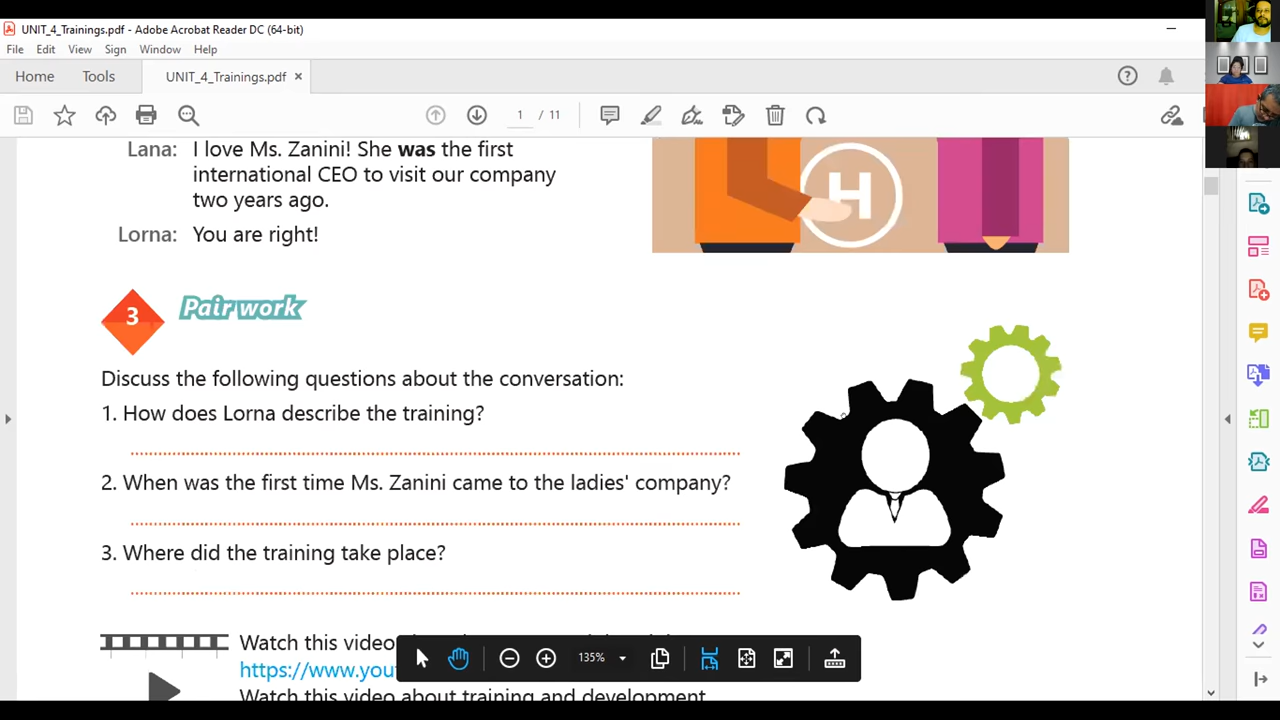 UNIT_4_Trainings.pdf - Adobe Acrobat Reader DC (64-bit)
File Edit View Sign Window Help
Home Tools UNIT_4_Trainings.pdf ×
1 / 11
Lana: I love Ms. Zanini! She was the first
international CEO to visit our company
two years ago.
Lorna: You are right!
H
3 Pair work
Discuss the following questions about the conversation:
1. How does Lorna describe the training?
2. When was the first time Ms. Zanini came to the ladies' company?
3. Where did the training take place?
Watch this video
https://www.you
Watch this video about training and development
135%